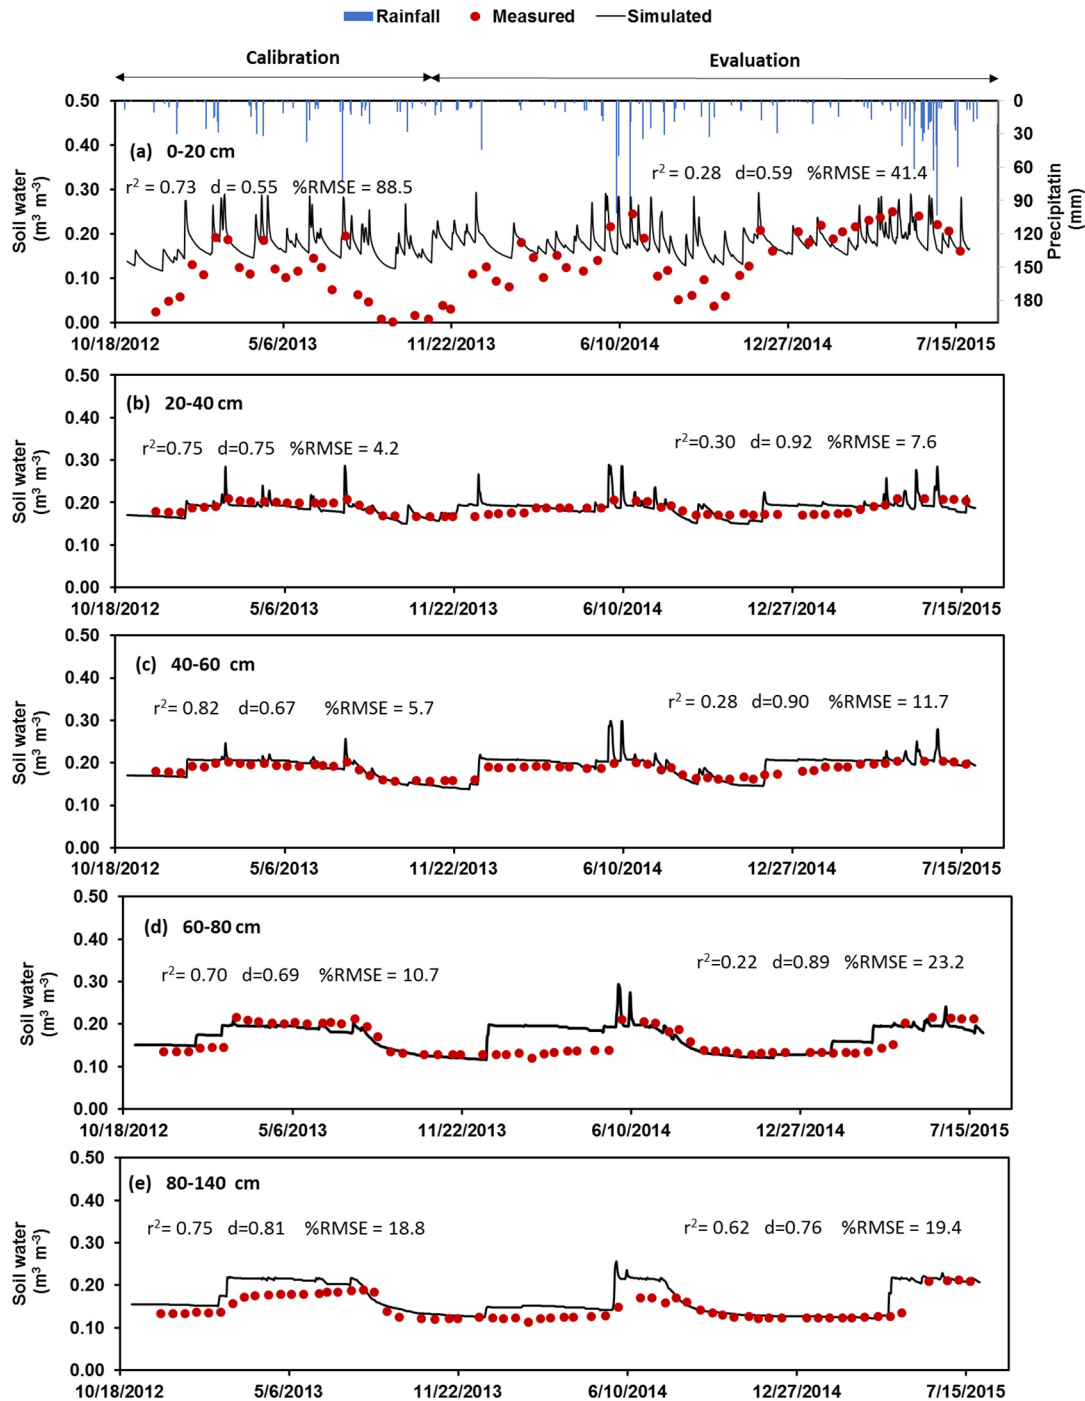 Rainfall Measured Simulated
Calibration Evaluation
0.50 0
0.40 30
(a) 0-20 cm 60
r² = 0.73 d = 0.55 %RMSE = 88.5 r² = 0.28 d=0.59 %RMSE = 41.4
0.30 90
Soil water
(m³ m⁻³)
Precipitatin
(mm)
0.20 120
0.10 150
180
0.00
10/18/2012 5/6/2013 11/22/2013 6/10/2014 12/27/2014 7/15/2015
0.50
(b) 20-40 cm
0.40
r²=0.75 d=0.75 %RMSE = 4.2 r²=0.30 d= 0.92 %RMSE = 7.6
0.30
Soil water
(m³ m⁻³)
0.20
0.10
0.00
10/18/2012 5/6/2013 11/22/2013 6/10/2014 12/27/2014 7/15/2015
0.50
(c) 40-60 cm
0.40
r²= 0.82 d=0.67 %RMSE = 5.7 r²= 0.28 d=0.90 %RMSE = 11.7
0.30
Soil water
(m³ m⁻³)
0.20
0.10
0.00
10/18/2012 5/6/2013 11/22/2013 6/10/2014 12/27/2014 7/15/2015
0.50
(d) 60-80 cm
0.40
r²= 0.70 d=0.69 %RMSE = 10.7 r²=0.22 d=0.89 %RMSE = 23.2
0.30
Soil water
(m³ m⁻³)
0.20
0.10
0.00
10/18/2012 5/6/2013 11/22/2013 6/10/2014 12/27/2014 7/15/2015
0.50
(e) 80-140 cm
0.40
r²= 0.75 d=0.81 %RMSE = 18.8 r²= 0.62 d=0.76 %RMSE = 19.4
0.30
Soil water
(m³ m⁻³)
0.20
0.10
0.00
10/18/2012 5/6/2013 11/22/2013 6/10/2014 12/27/2014 7/15/2015